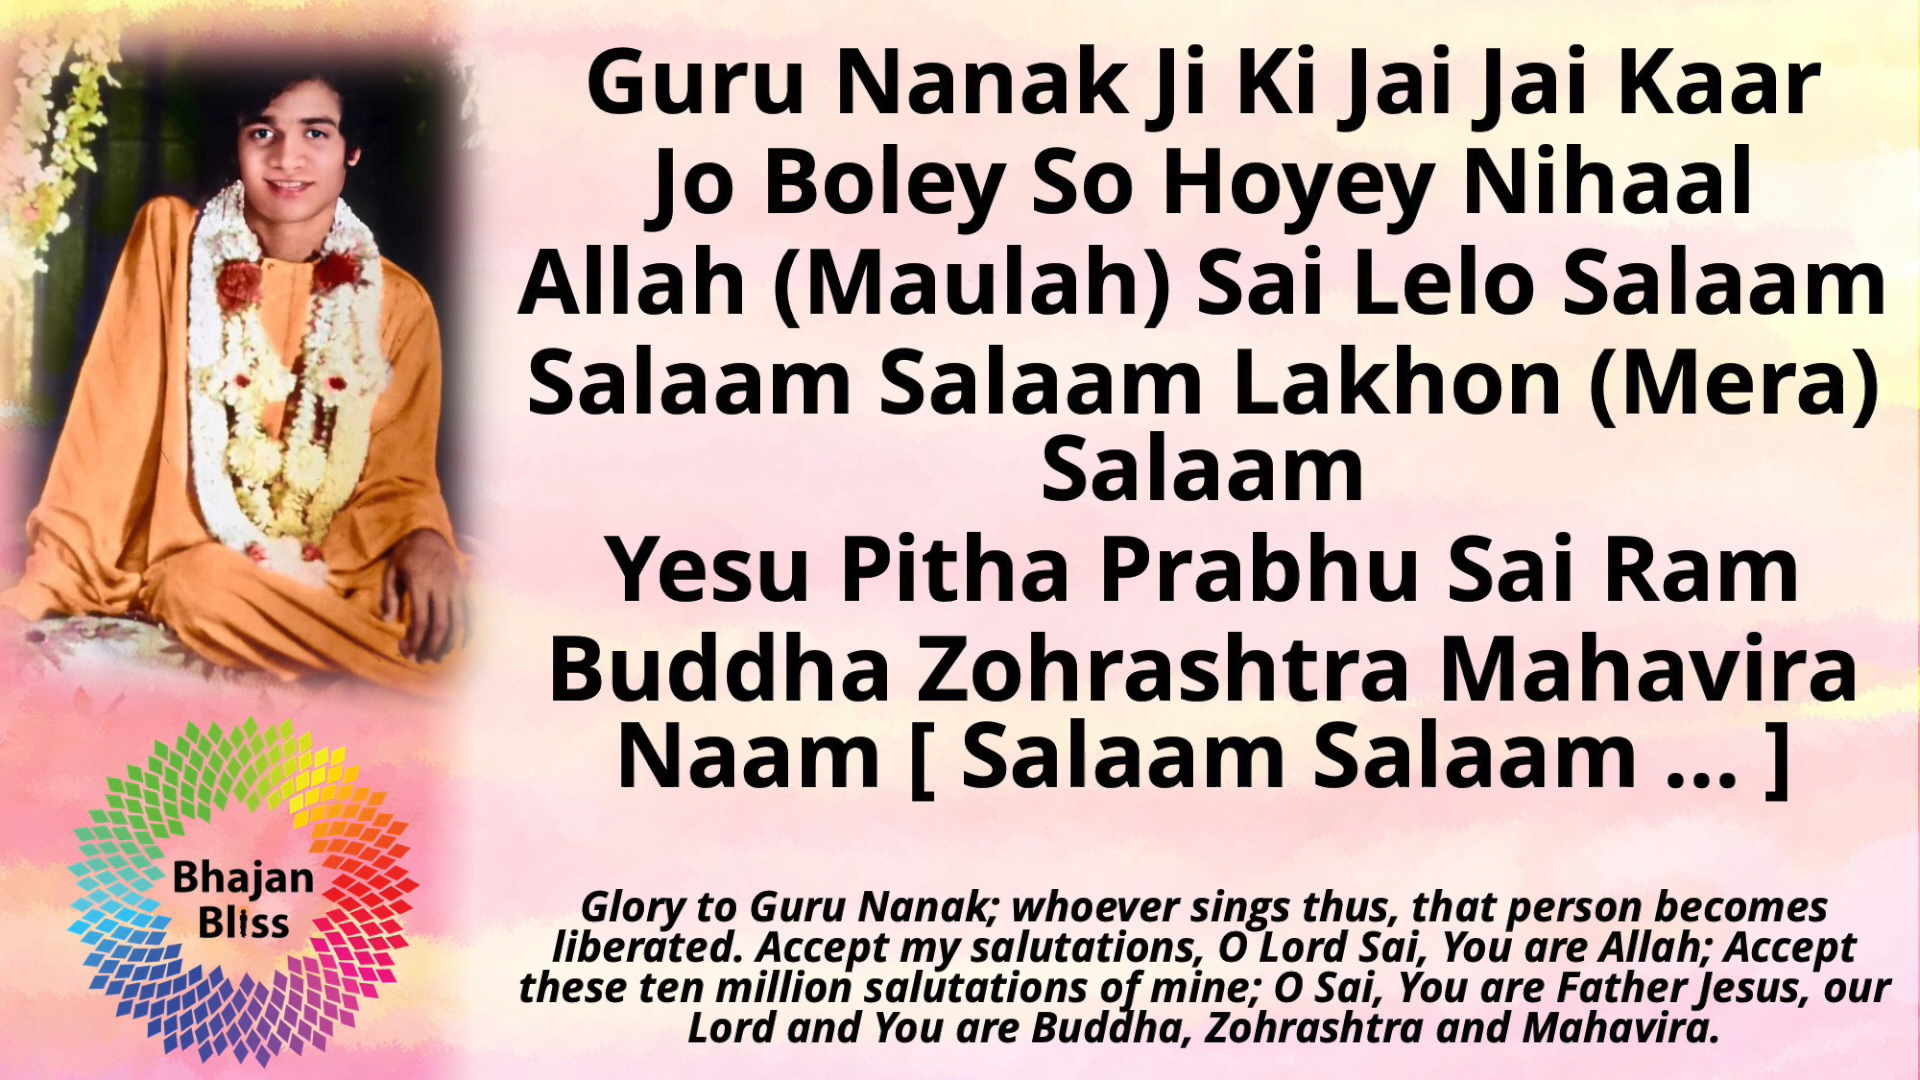 Guru Nanak Ji Ki Jai Jai Kaar
Jo Boley So Hoyey Nihaal
Allah (Maulah) Sai Lelo Salaam
Salaam Salaam Lakhon (Mera)
Salaam
Yesu Pitha Prabhu Sai Ram
Buddha Zohrashtra Mahavira
Naam [ Salaam Salaam ... ]
Glory to Guru Nanak; whoever sings thus, that person becomes
liberated. Accept my salutations, O Lord Sai, You are Allah; Accept
these ten million salutations of mine; O Sai, You are Father Jesus, our
Lord and You are Buddha, Zohrashtra and Mahavira.
Bhajan
Bliss